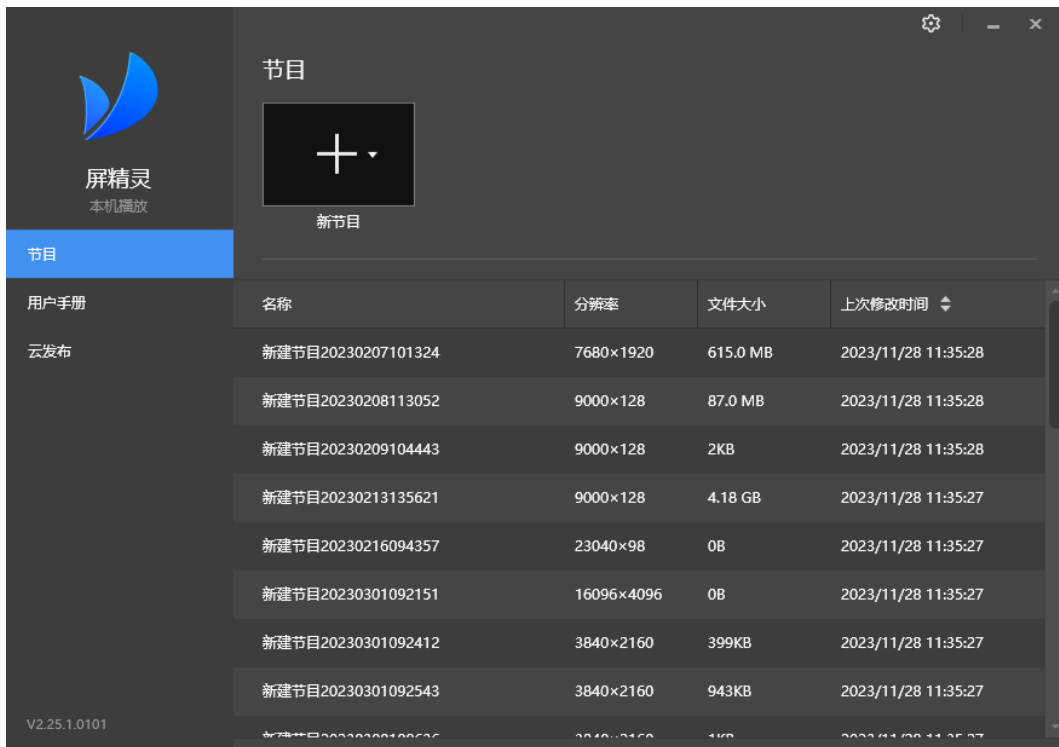 节目
新节目
屏精灵
本机播放
节目
用户手册
云发布
名称 分辨率 文件大小 上次修改时间
新建节目20230207101324 7680×1920 615.0 MB 2023/11/28 11:35:28
新建节目20230208113052 9000×128 87.0 MB 2023/11/28 11:35:28
新建节目20230209104443 9000×128 2KB 2023/11/28 11:35:28
新建节目20230213135621 9000×128 4.18 GB 2023/11/28 11:35:27
新建节目20230216094357 23040×98 0B 2023/11/28 11:35:27
新建节目20230301092151 16096×4096 0B 2023/11/28 11:35:27
新建节目20230301092412 3840×2160 399KB 2023/11/28 11:35:27
新建节目20230301092543 3840×2160 943KB 2023/11/28 11:35:27
V2.25.1.0101